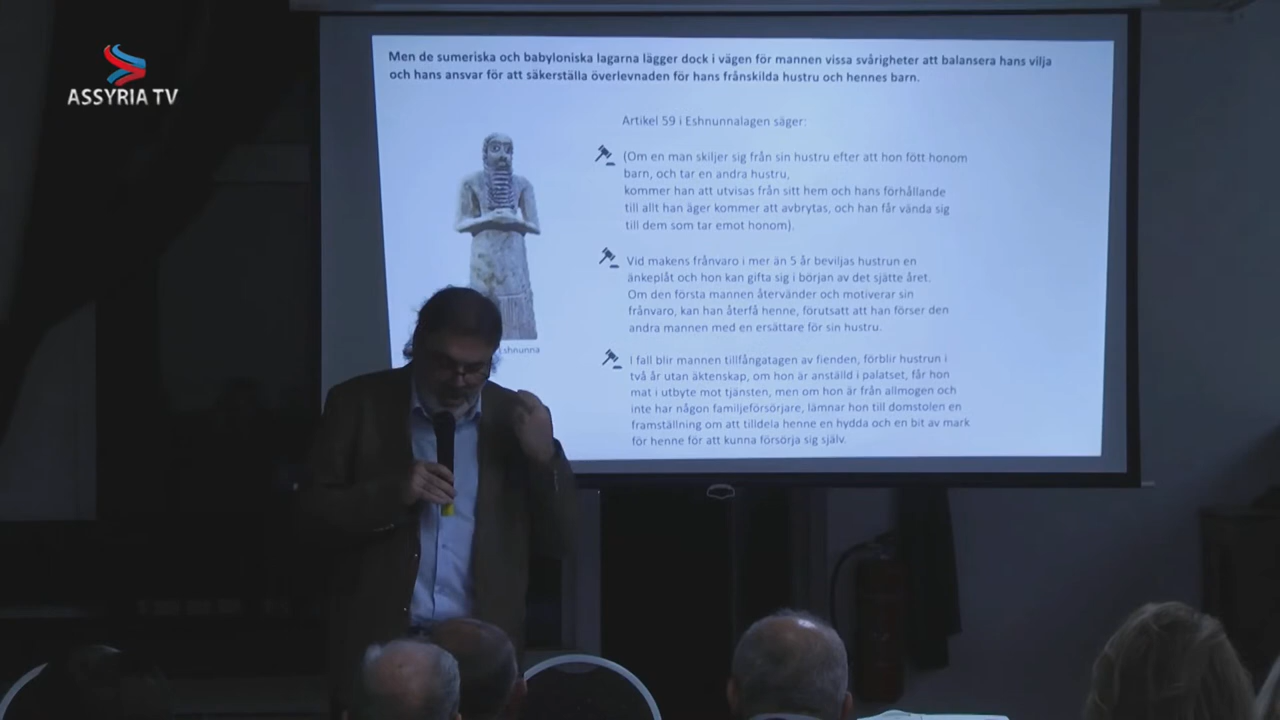 ASSYRIA TV
Men de sumeriska och babyloniska lagarna lägger dock i vägen för mannen vissa svårigheter att balansera hans vilja
och hans ansvar för att säkerställa överlevnaden för hans frånskilda hustru och hennes barn.
Artikel 59 i Eshnunnalagen säger:
(Om en man skiljer sig från sin hustru efter att hon fött honom
barn, och tar en andra hustru,
kommer han att utvisas från sitt hem och hans förhållande
till allt han äger kommer att avbrytas, och han får vända sig
till dem som tar emot honom).
Vid makens frånvaro i mer än 5 år beviljas hustrun en
änkeplåt och hon kan gifta sig i början av det sjätte året.
Om den första mannen återvänder och motiverar sin
frånvaro, kan han återfå henne, förutsatt att han förser den
andra mannen med en ersättare för sin hustru.
I fall blir mannen tillfångatagen av fienden, förblir hustrun i
två år utan äktenskap, om hon är anställd i palatset, får hon
mat i utbyte mot tjänsten, men om hon är från allmogen och
inte har någon familjeförsörjare, lämnar hon till domstolen en
framställning om att tilldela henne en hydda och en bit av mark
för henne för att kunna försörja sig själv.
shnunna